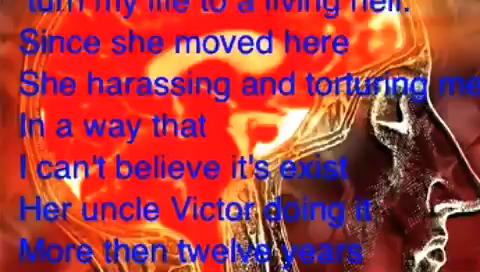 turn my life to a living hell.
Since she moved here
She harassing and torturing me
In a way that
I can't believe it's exist
Her uncle Victor doing it
More then twelve years